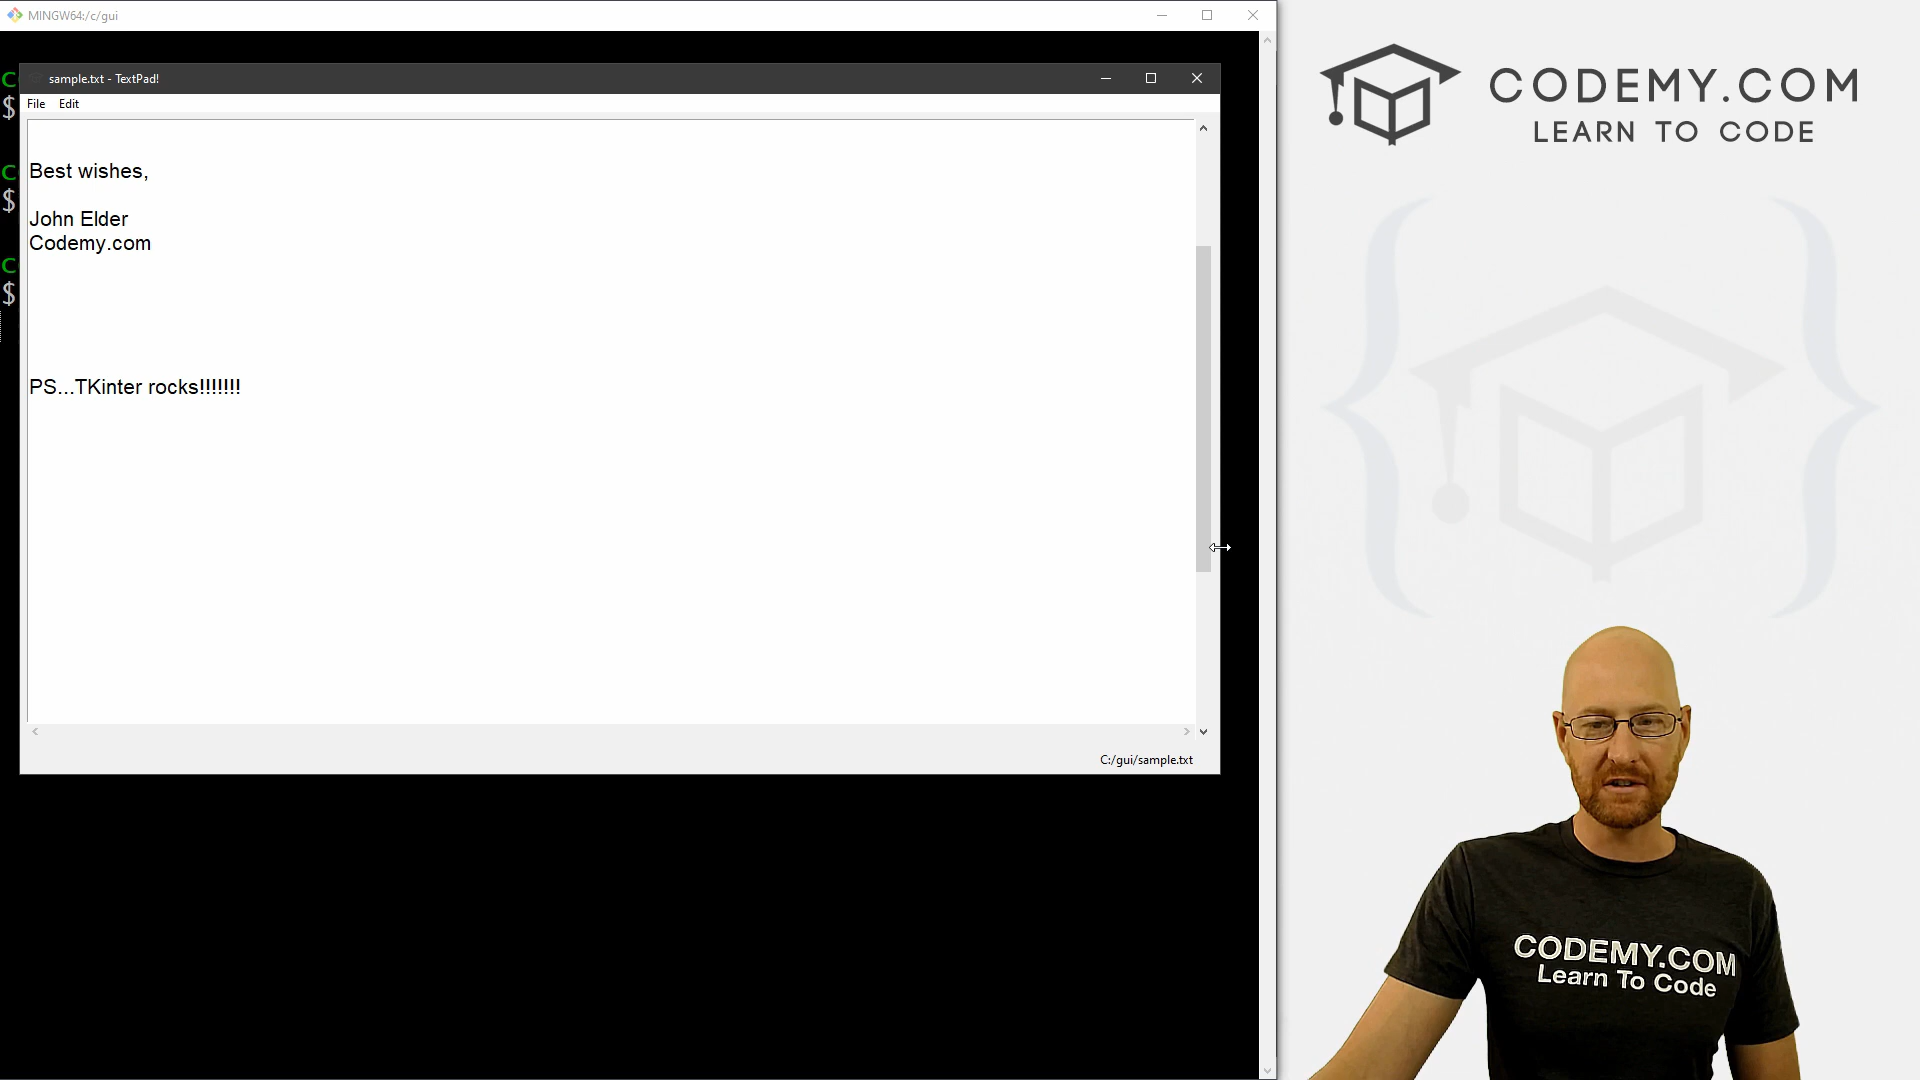 MINGW64:/c/gui
sample.txt - TextPad!
File Edit
$
$
$
Best wishes,
John Elder
Codemy.com
PS...TKinter rocks!!!!!!!
C:/gui/sample.txt
CODEMY.COM
LEARN TO CODE
CODEMY.COM
Learn To Code